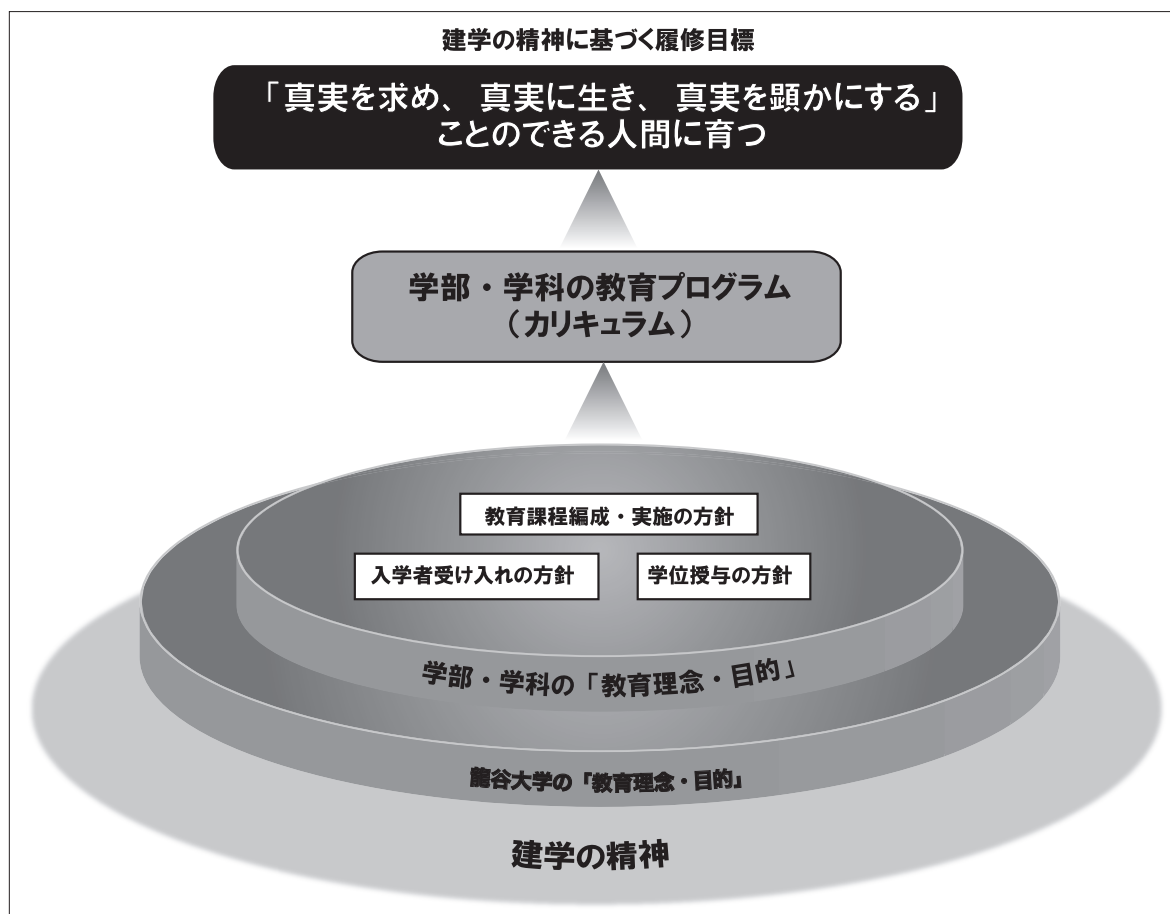 建学の精神に基づく履修目標
「真実を求め、真実に生き、真実を顕かにする」
ことのできる人間に育つ
学部・学科の教育プログラム
（カリキュラム）
教育課程編成・実施の方針
入学者受け入れの方針
学位授与の方針
学部・学科の「教育理念・目的」
龍谷大学の「教育理念・目的」
建学の精神